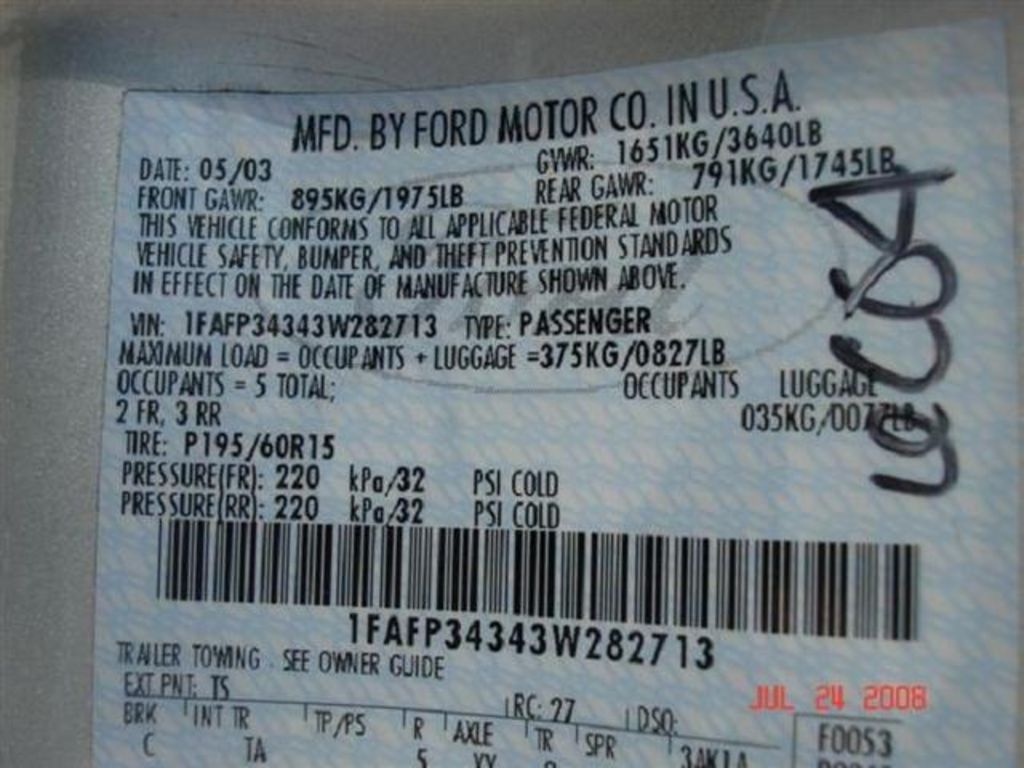 MFD. BY FORD MOTOR CO. IN U.S.A.
DATE: 05/03 GVWR: 1651KG/3640LB
FRONT GAWR: 895KG/1975LB REAR GAWR: 791KG/1745LB
THIS VEHICLE CONFORMS TO ALL APPLICABLE FEDERAL MOTOR
VEHICLE SAFETY, BUMPER, AND THEFT PREVENTION STANDARDS
IN EFFECT ON THE DATE OF MANUFACTURE SHOWN ABOVE.
VIN: 1FAFP34343W282713 TYPE: PASSENGER
MAXIMUM LOAD = OCCUPANTS + LUGGAGE =375KG/0827LB
OCCUPANTS = 5 TOTAL; OCCUPANTS LUGGAGE
2 FR, 3 RR 035KG/0077LB
TIRE: P195/60R15
PRESSURE(FR): 220 kPa/32 PSI COLD
PRESSURE(RR): 220 kPa/32 PSI COLD
1FAFP34343W282713
TRAILER TOWING . SEE OWNER GUIDE
EXT PNT: TS RC: 27 DSO:
BRK INT TR TP/PS R AXLE TR SPR F0053
C TA 5 3AK1A
JUL 24 2008